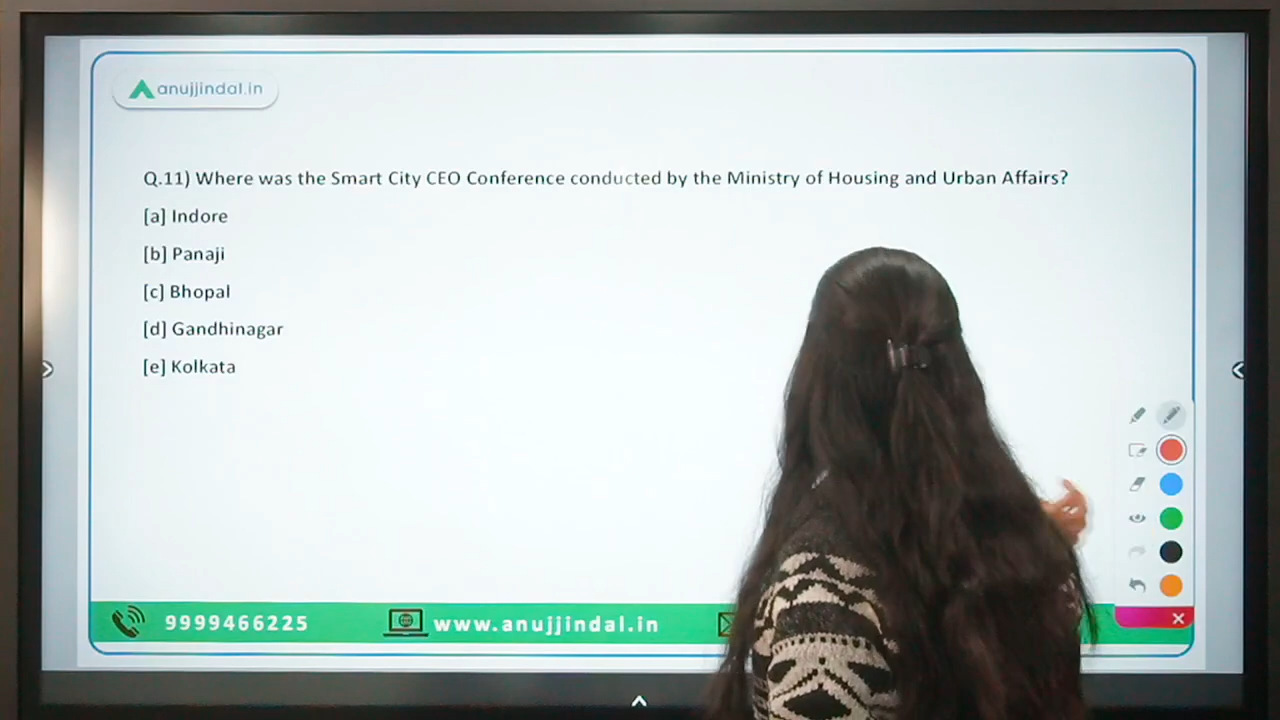 anujjindal.in
Q.11) Where was the Smart City CEO Conference conducted by the Ministry of Housing and Urban Affairs?
[a] Indore
[b] Panaji
[c] Bhopal
[d] Gandhinagar
[e] Kolkata
9999466225 www.anujjindal.in